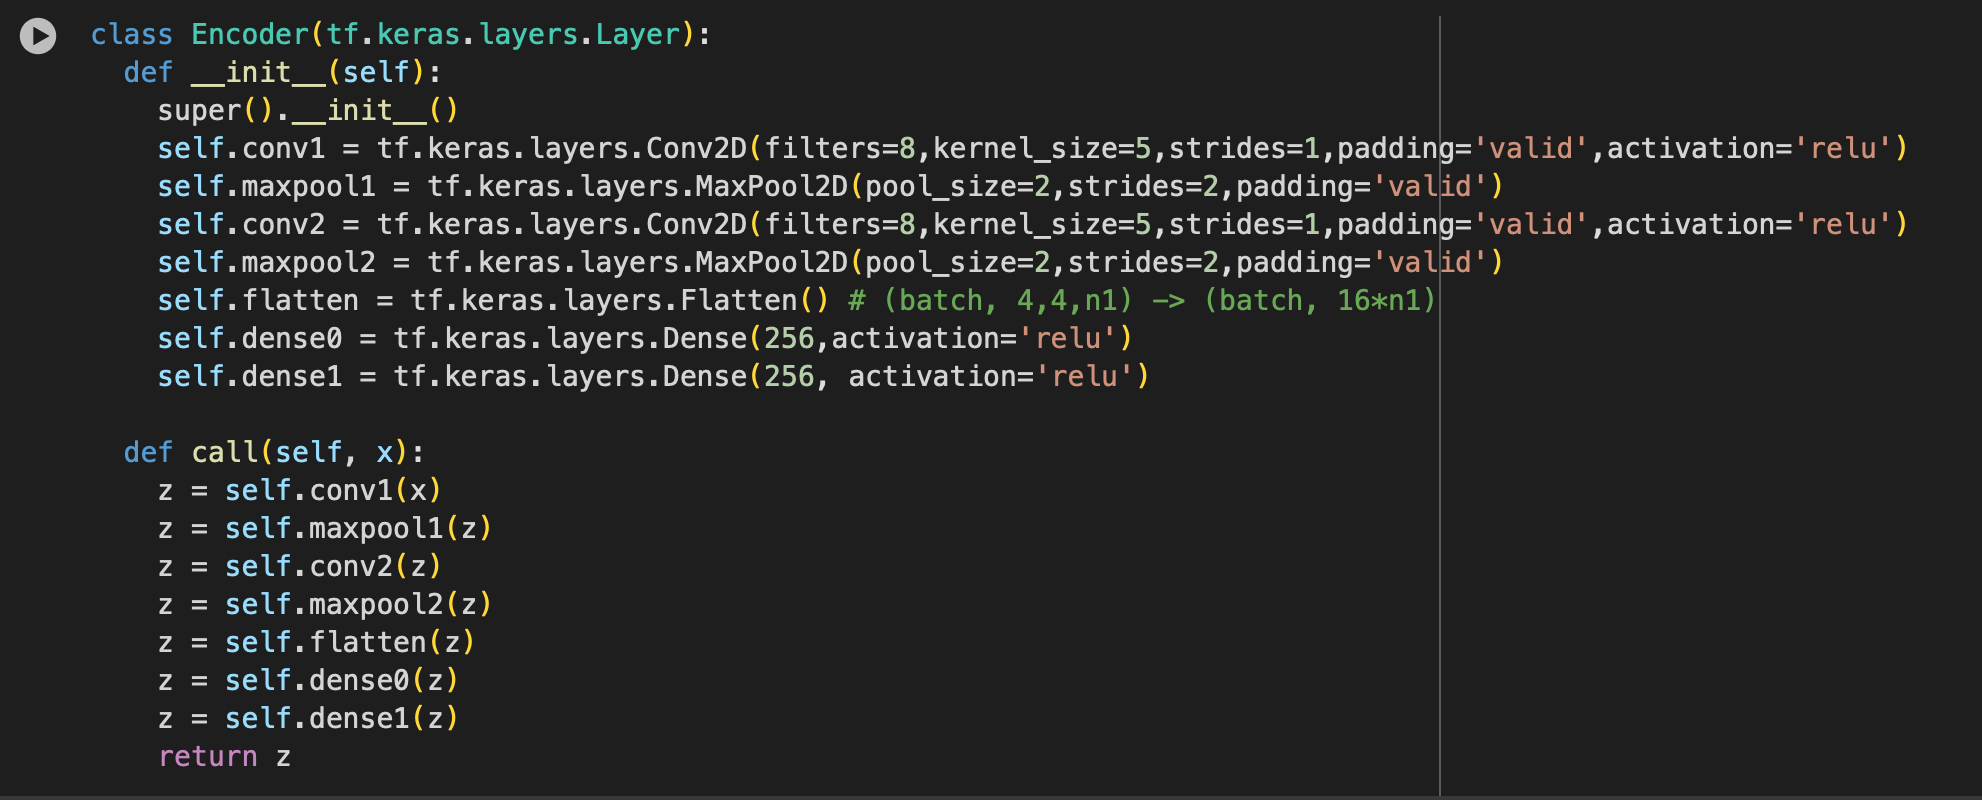 class Encoder(tf.keras.layers.Layer):
  def __init__(self):
    super().__init__()
    self.conv1 = tf.keras.layers.Conv2D(filters=8,kernel_size=5,strides=1,padding='valid',activation='relu')
    self.maxpool1 = tf.keras.layers.MaxPool2D(pool_size=2,strides=2,padding='valid')
    self.conv2 = tf.keras.layers.Conv2D(filters=8,kernel_size=5,strides=1,padding='valid',activation='relu')
    self.maxpool2 = tf.keras.layers.MaxPool2D(pool_size=2,strides=2,padding='valid')
    self.flatten = tf.keras.layers.Flatten() # (batch, 4,4,n1) -> (batch, 16*n1)
    self.dense0 = tf.keras.layers.Dense(256,activation='relu')
    self.dense1 = tf.keras.layers.Dense(256, activation='relu')

  def call(self, x):
    z = self.conv1(x)
    z = self.maxpool1(z)
    z = self.conv2(z)
    z = self.maxpool2(z)
    z = self.flatten(z)
    z = self.dense0(z)
    z = self.dense1(z)
    return z